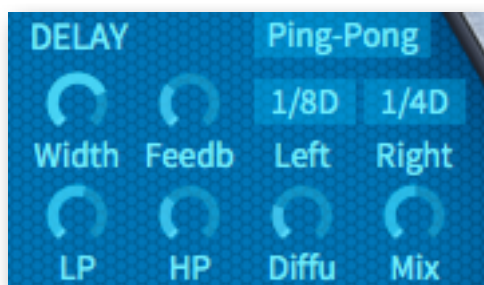 DELAY Ping-Pong
1/8D 1/4D
Width Feedb Left Right
LP HP Diffu Mix